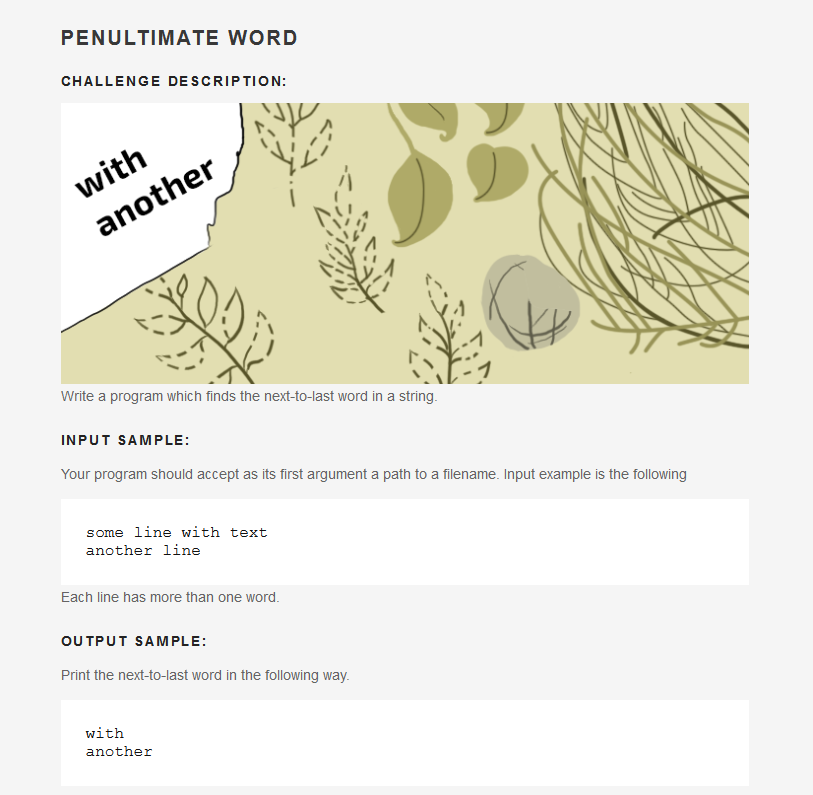 PENULTIMATE WORD
CHALLENGE DESCRIPTION:
with
another
Write a program which finds the next-to-last word in a string.
INPUT SAMPLE:
Your program should accept as its first argument a path to a filename. Input example is the following
some line with text
another line
Each line has more than one word.
OUTPUT SAMPLE:
Print the next-to-last word in the following way.
with
another